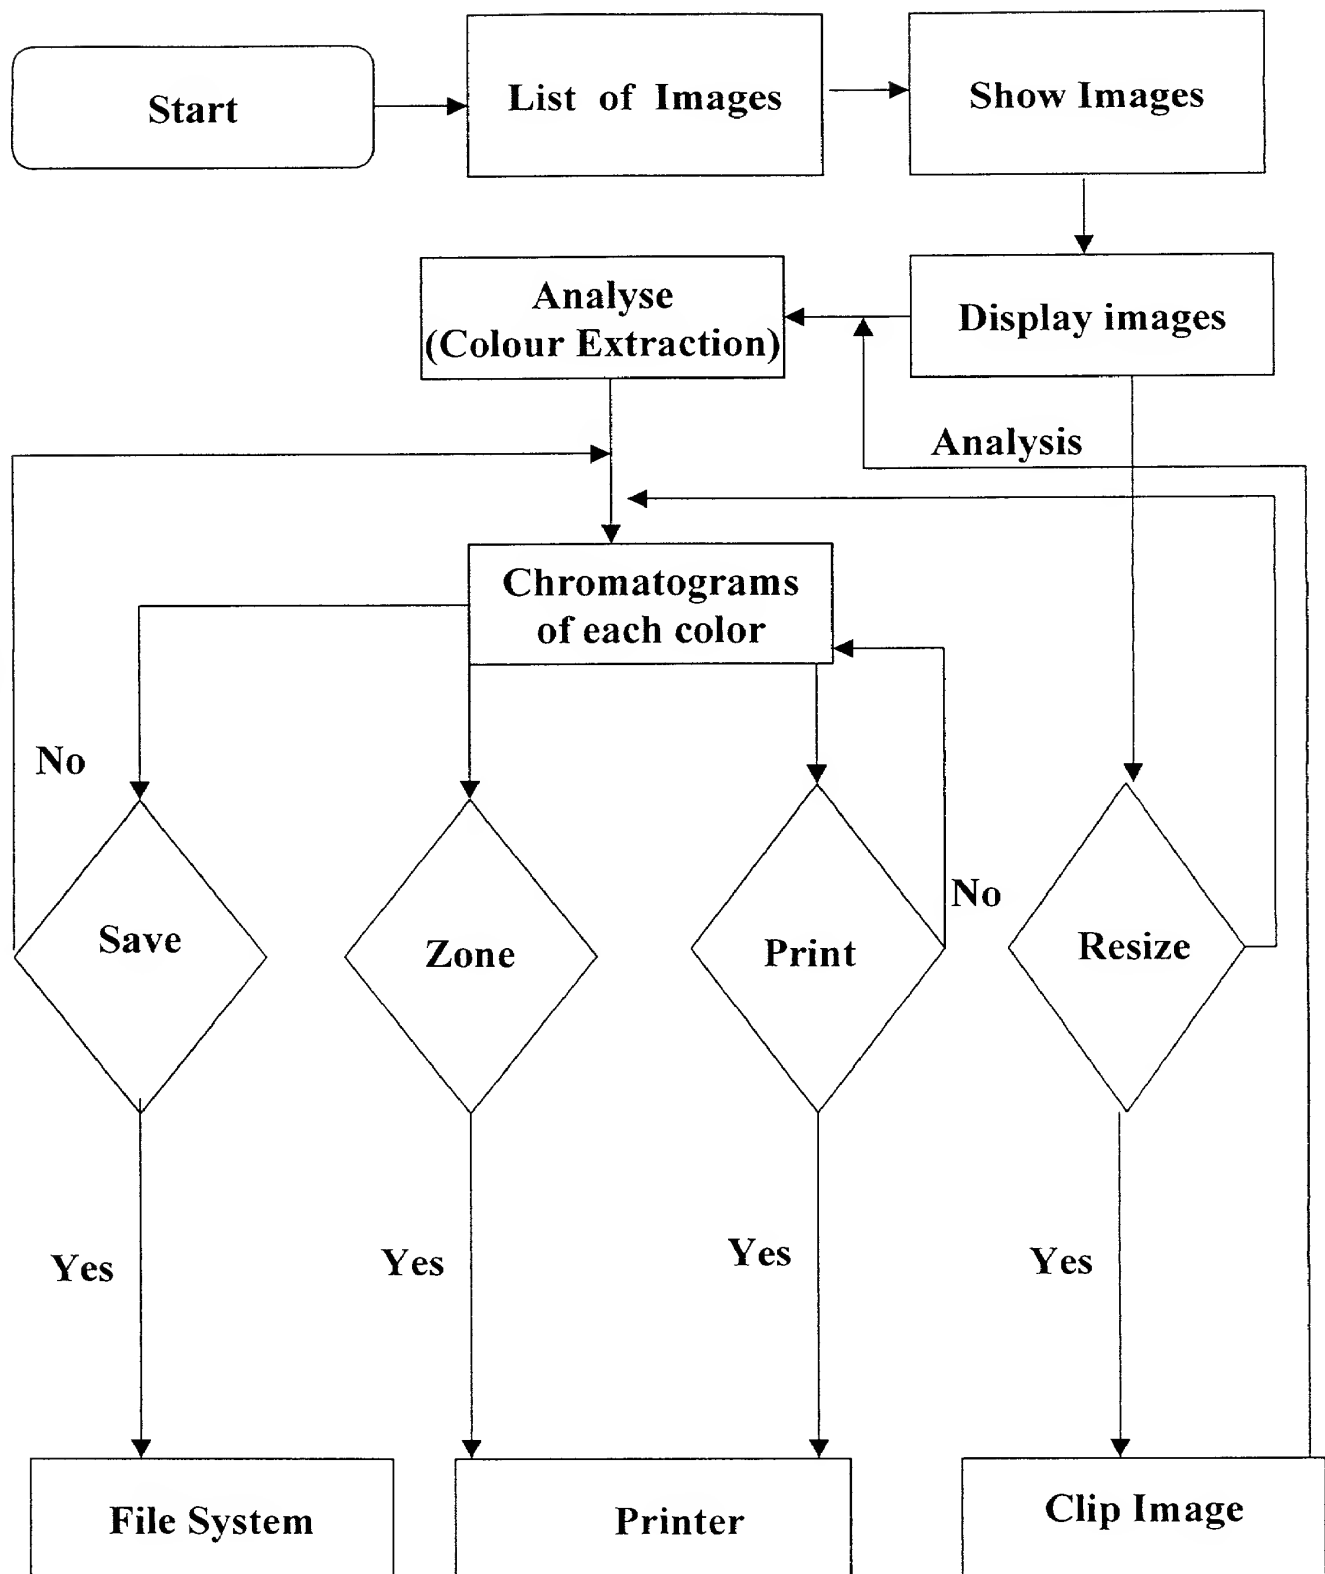 Start
List of Images
Show Images
Analyse
(Colour Extraction)
Display images
Analysis
Chromatograms
of each color
No
No
Save
Zone
Print
Resize
Yes
Yes
Yes
Yes
File System
Printer
Clip Image